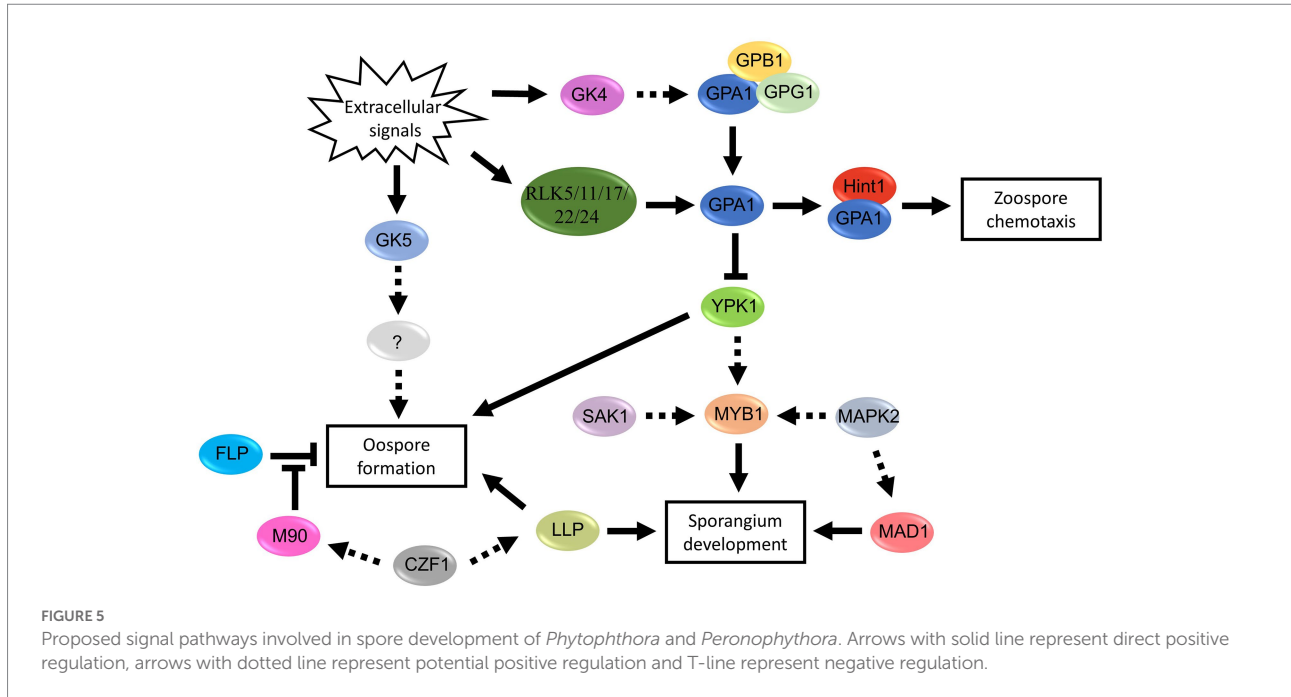 GPB1
Extracellular
signals
GK4
GPA1
GPG1
RLK5/11/17/
22/24
GPA1
Hint1
GPA1
Zoospore
chemotaxis
GK5
YPK1
?
SAK1
MYB1
MAPK2
FLP
Oospore
formation
M90
CZF1
LLP
Sporangium
development
MAD1
FIGURE 5
Proposed signal pathways involved in spore development of Phytophthora and Peronophythora. Arrows with solid line represent direct positive
regulation, arrows with dotted line represent potential positive regulation and T-line represent negative regulation.